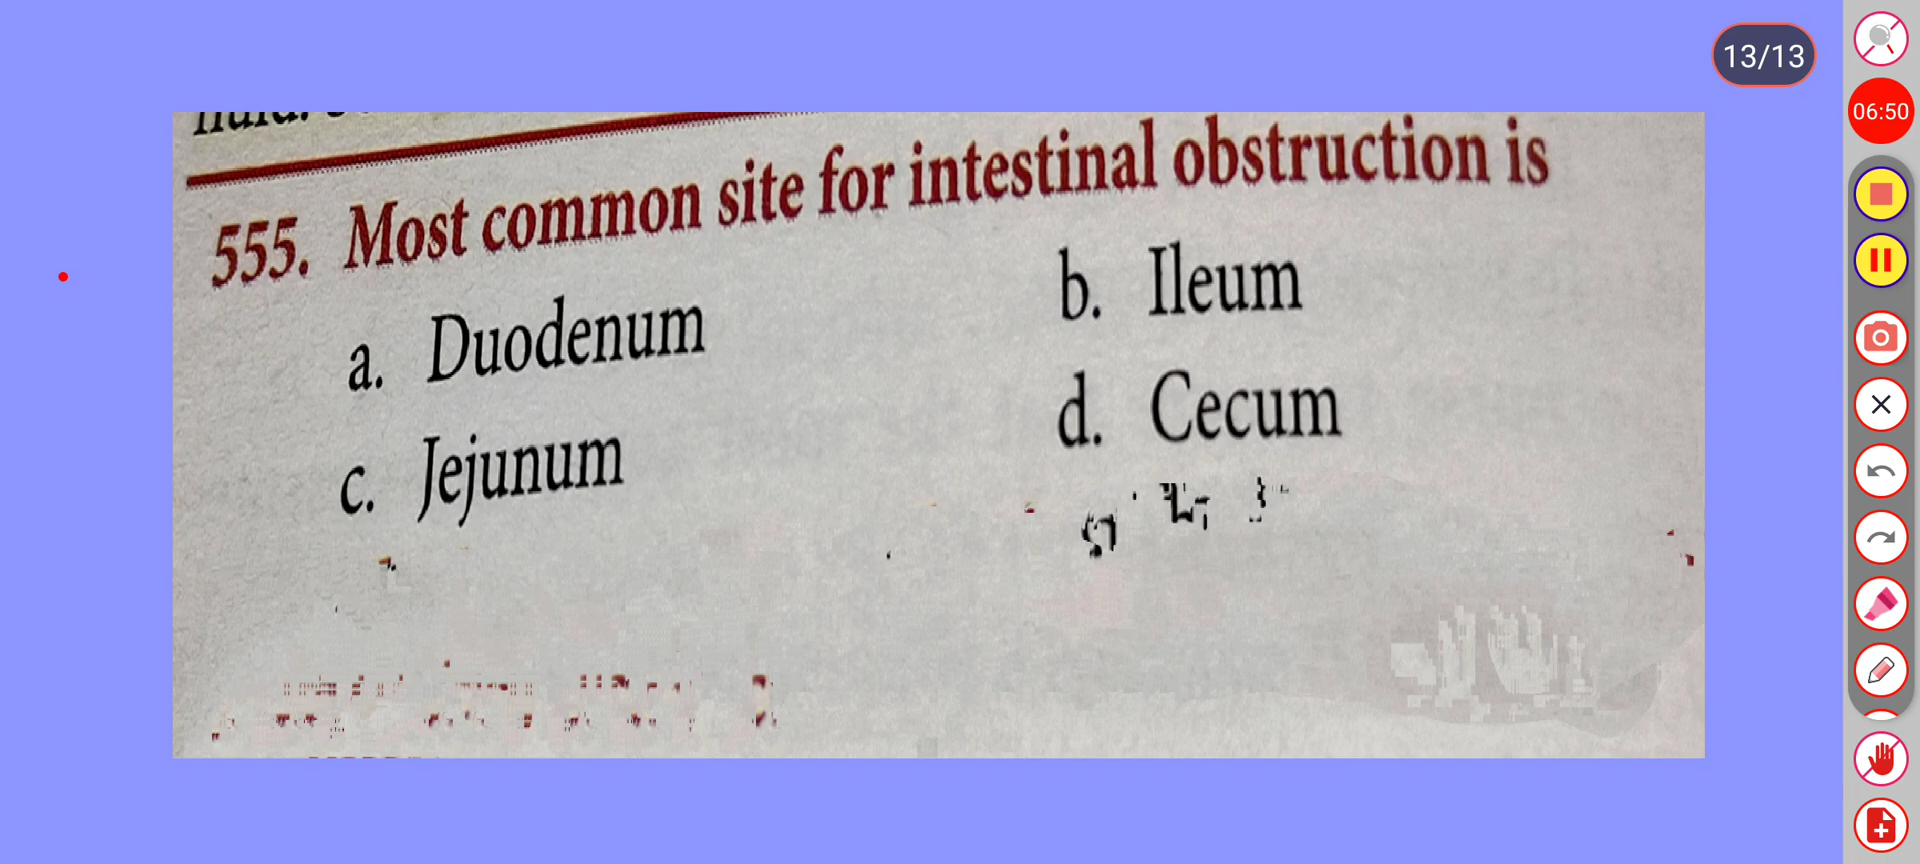 13/13
06:50
555. Most common site for intestinal obstruction is
a. Duodenum
b. Ileum
c. Jejunum
d. Cecum